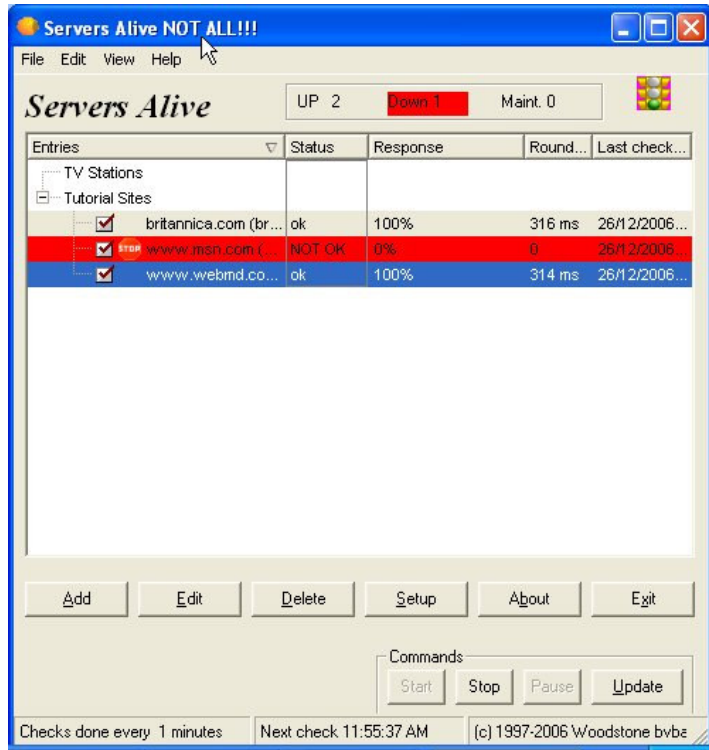 Servers Alive NOT ALL!!!
File Edit View Help
Servers Alive UP 2 Down 1 Maint. 0
Entries Status Response Round... Last check...
TV Stations
Tutorial Sites
britannica.com (br... ok 100% 316 ms 26/12/2006...
STOP www.msn.com (... NOT OK 0% 0 26/12/2006...
www.webmd.co... ok 100% 314 ms 26/12/2006...
Add Edit Delete Setup About Exit
Commands
Start Stop Pause Update
Checks done every 1 minutes Next check 11:55:37 AM (c) 1997-2006 Woodstone bvba